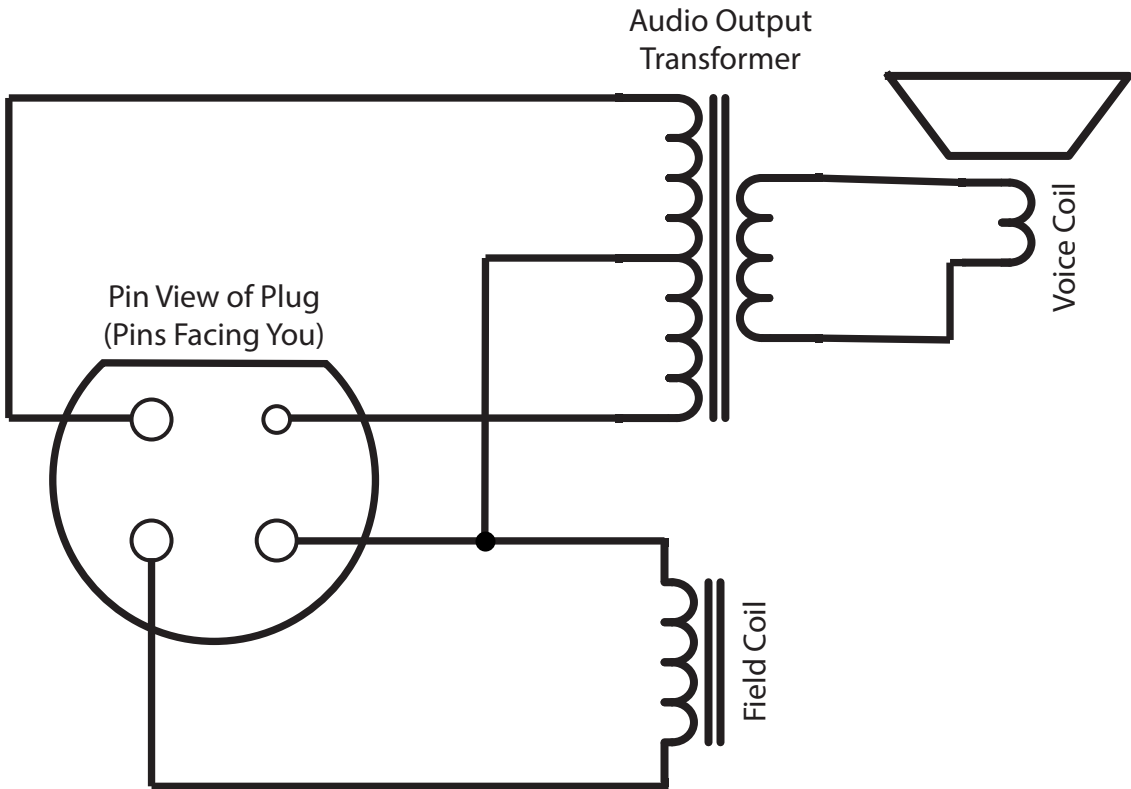 Audio Output
Transformer
Pin View of Plug
(Pins Facing You)
Voice Coil
Field Coil